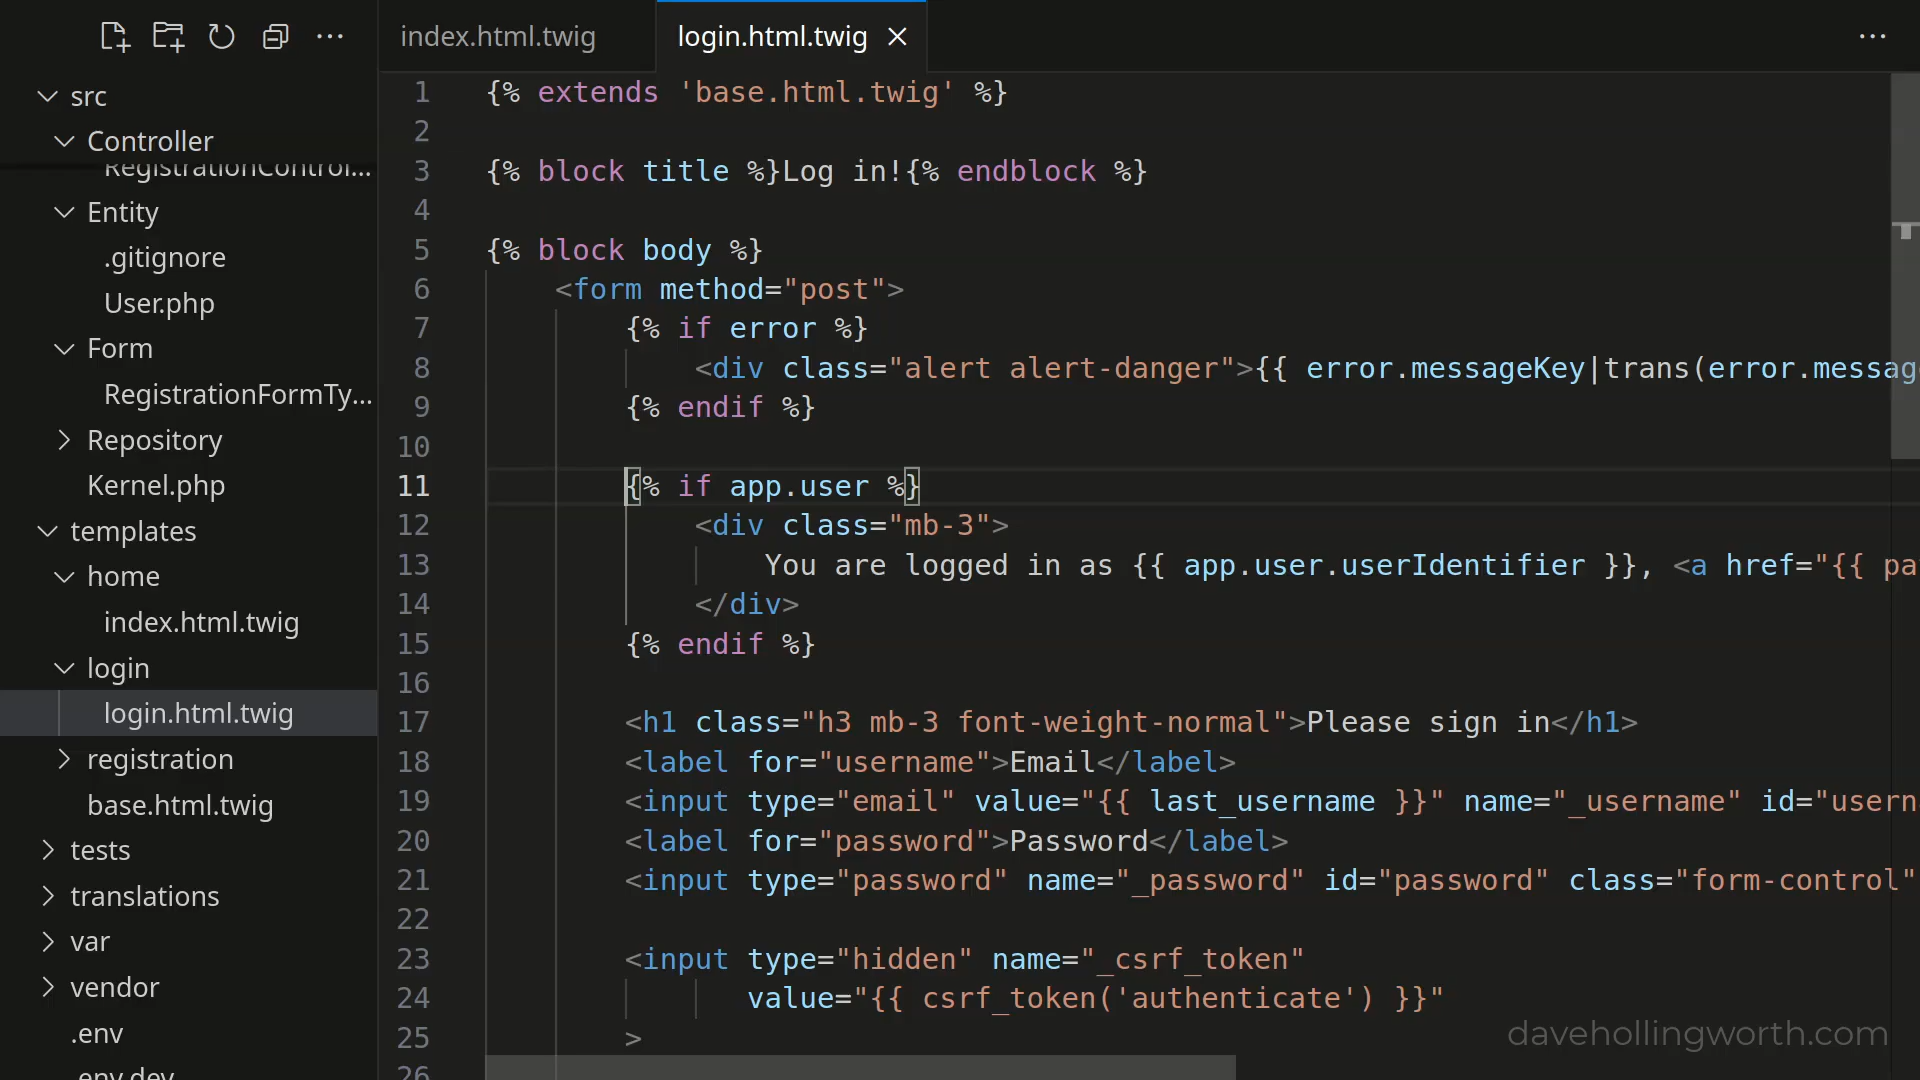 index.html.twig
login.html.twig
src
Controller
RegistrationControl...
Entity
.gitignore
User.php
Form
RegistrationFormTy...
Repository
Kernel.php
templates
home
index.html.twig
login
login.html.twig
registration
base.html.twig
tests
translations
var
vendor
.env
.env.dev
1 {% extends 'base.html.twig' %}
2
3 {% block title %}Log in!{% endblock %}
4
5 {% block body %}
6 <form method="post">
7 {% if error %}
8 <div class="alert alert-danger">{{ error.messageKey|trans(error.messag
9 {% endif %}
10
11 {% if app.user %}
12 <div class="mb-3">
13 You are logged in as {{ app.user.userIdentifier }}, <a href="{{ pa
14 </div>
15 {% endif %}
16
17 <h1 class="h3 mb-3 font-weight-normal">Please sign in</h1>
18 <label for="username">Email</label>
19 <input type="email" value="{{ last_username }}" name="_username" id="usern
20 <label for="password">Password</label>
21 <input type="password" name="_password" id="password" class="form-control"
22
23 <input type="hidden" name="_csrf_token"
24 value="{{ csrf_token('authenticate') }}"
25 >
26
davehollingworth.com